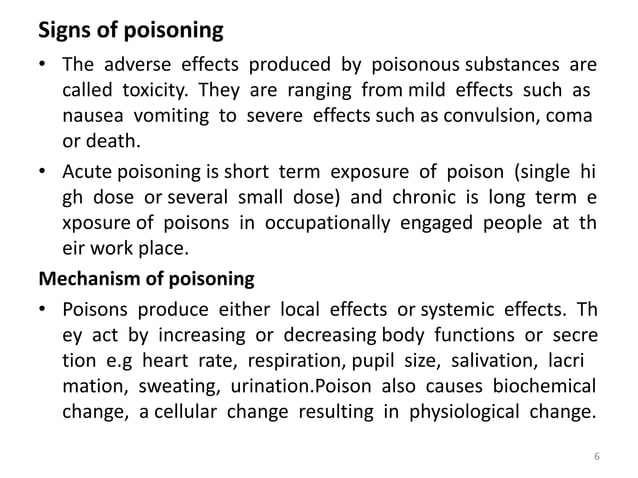 Signs of poisoning
• The adverse effects produced by poisonous substances are
called toxicity. They are ranging from mild effects such as
nausea vomiting to severe effects such as convulsion, coma
or death.
• Acute poisoning is short term exposure of poison (single hi
gh dose or several small dose) and chronic is long term e
xposure of poisons in occupationally engaged people at th
eir work place.
Mechanism of poisoning
• Poisons produce either local effects or systemic effects. Th
ey act by increasing or decreasing body functions or secre
tion e.g heart rate, respiration, pupil size, salivation, lacri
mation, sweating, urination.Poison also causes biochemical
change, a cellular change resulting in physiological change.
6